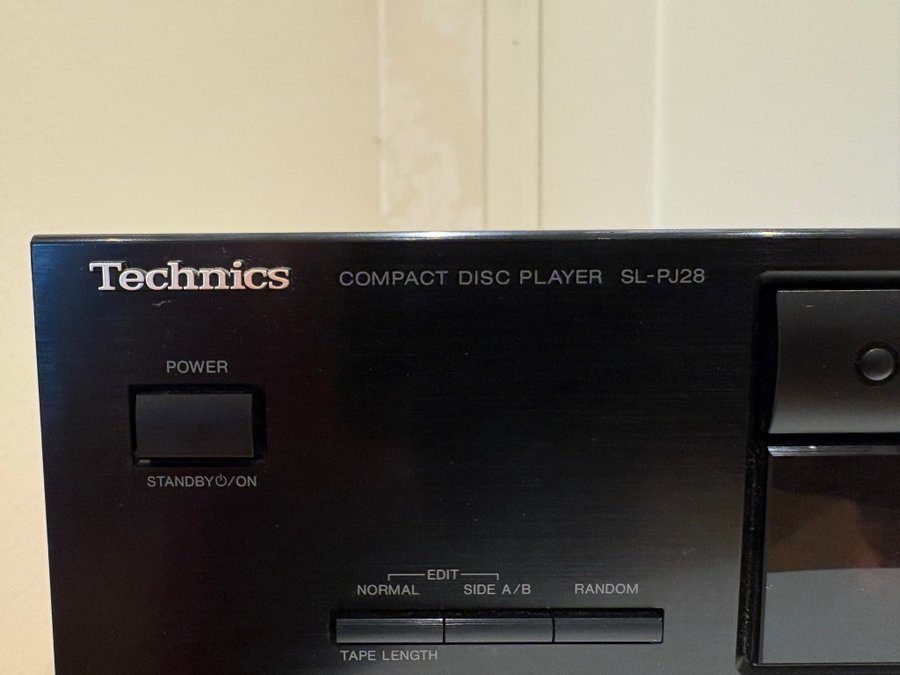 Technics COMPACT DISC PLAYER SL-PJ28
POWER
STANDBY⏻/ON
EDIT
NORMAL SIDE A/B RANDOM
TAPE LENGTH